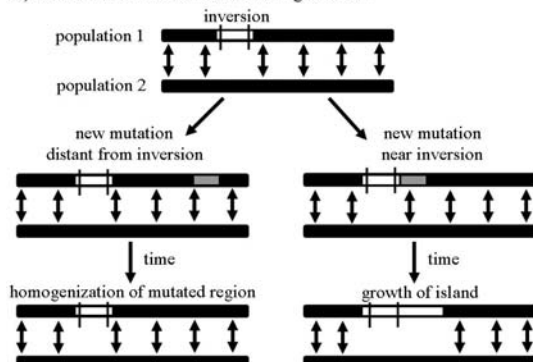 inversion
population 1
population 2
new mutation
distant from inversion
new mutation
near inversion
time
time
homogenization of mutated region
growth of island